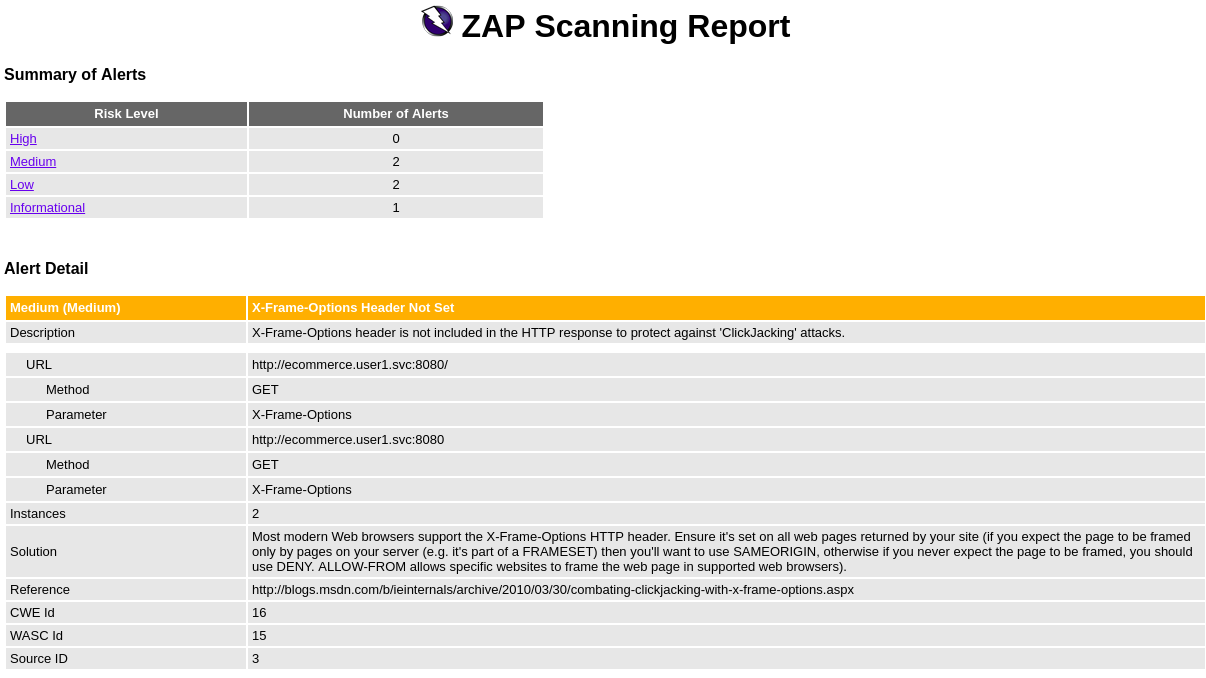 ZAP Scanning Report
Summary of Alerts
Risk Level Number of Alerts
High 0
Medium 2
Low 2
Informational 1
Alert Detail
Medium (Medium) X-Frame-Options Header Not Set
Description X-Frame-Options header is not included in the HTTP response to protect against 'ClickJacking' attacks.
URL http://ecommerce.user1.svc:8080/
Method GET
Parameter X-Frame-Options
URL http://ecommerce.user1.svc:8080
Method GET
Parameter X-Frame-Options
Instances 2
Solution Most modern Web browsers support the X-Frame-Options HTTP header. Ensure it's set on all web pages returned by your site (if you expect the page to be framed
only by pages on your server (e.g. it's part of a FRAMESET) then you'll want to use SAMEORIGIN, otherwise if you never expect the page to be framed, you should
use DENY. ALLOW-FROM allows specific websites to frame the web page in supported web browsers).
Reference http://blogs.msdn.com/b/ieinternals/archive/2010/03/30/combating-clickjacking-with-x-frame-options.aspx
CWE Id 16
WASC Id 15
Source ID 3